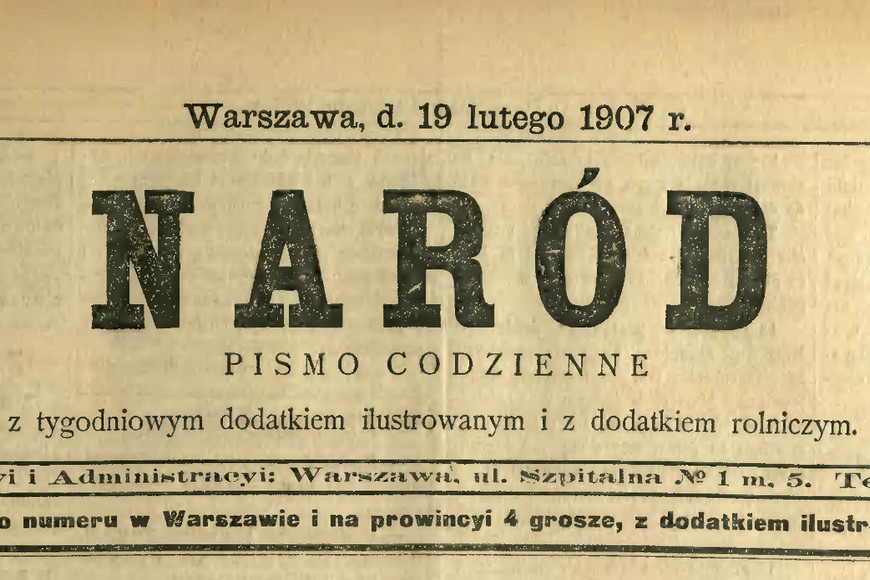 Warszawa, d. 19 lutego 1907 r.
NARÓD
PISMO CODZIENNE
z tygodniowym dodatkiem ilustrowanym i z dodatkiem rolniczym.
i Administracyi: Warszawa, ul. Szpitalna № 1 m. 5.
numeru w Warszawie i na prowincyi 4 grosze, z dodatkiem